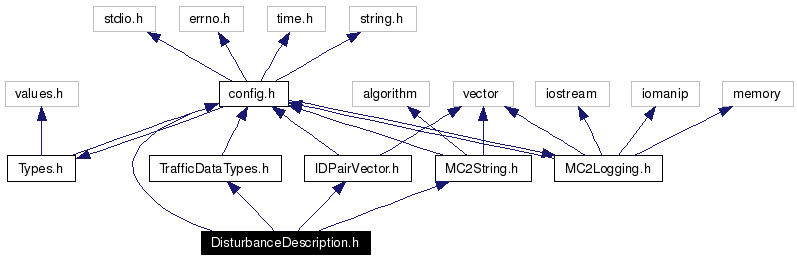 stdio.h errno.h time.h string.h
values.h config.h algorithm vector iostream iomanip memory
Types.h TrafficDataTypes.h IDPairVector.h MC2String.h MC2Logging.h
DisturbanceDescription.h